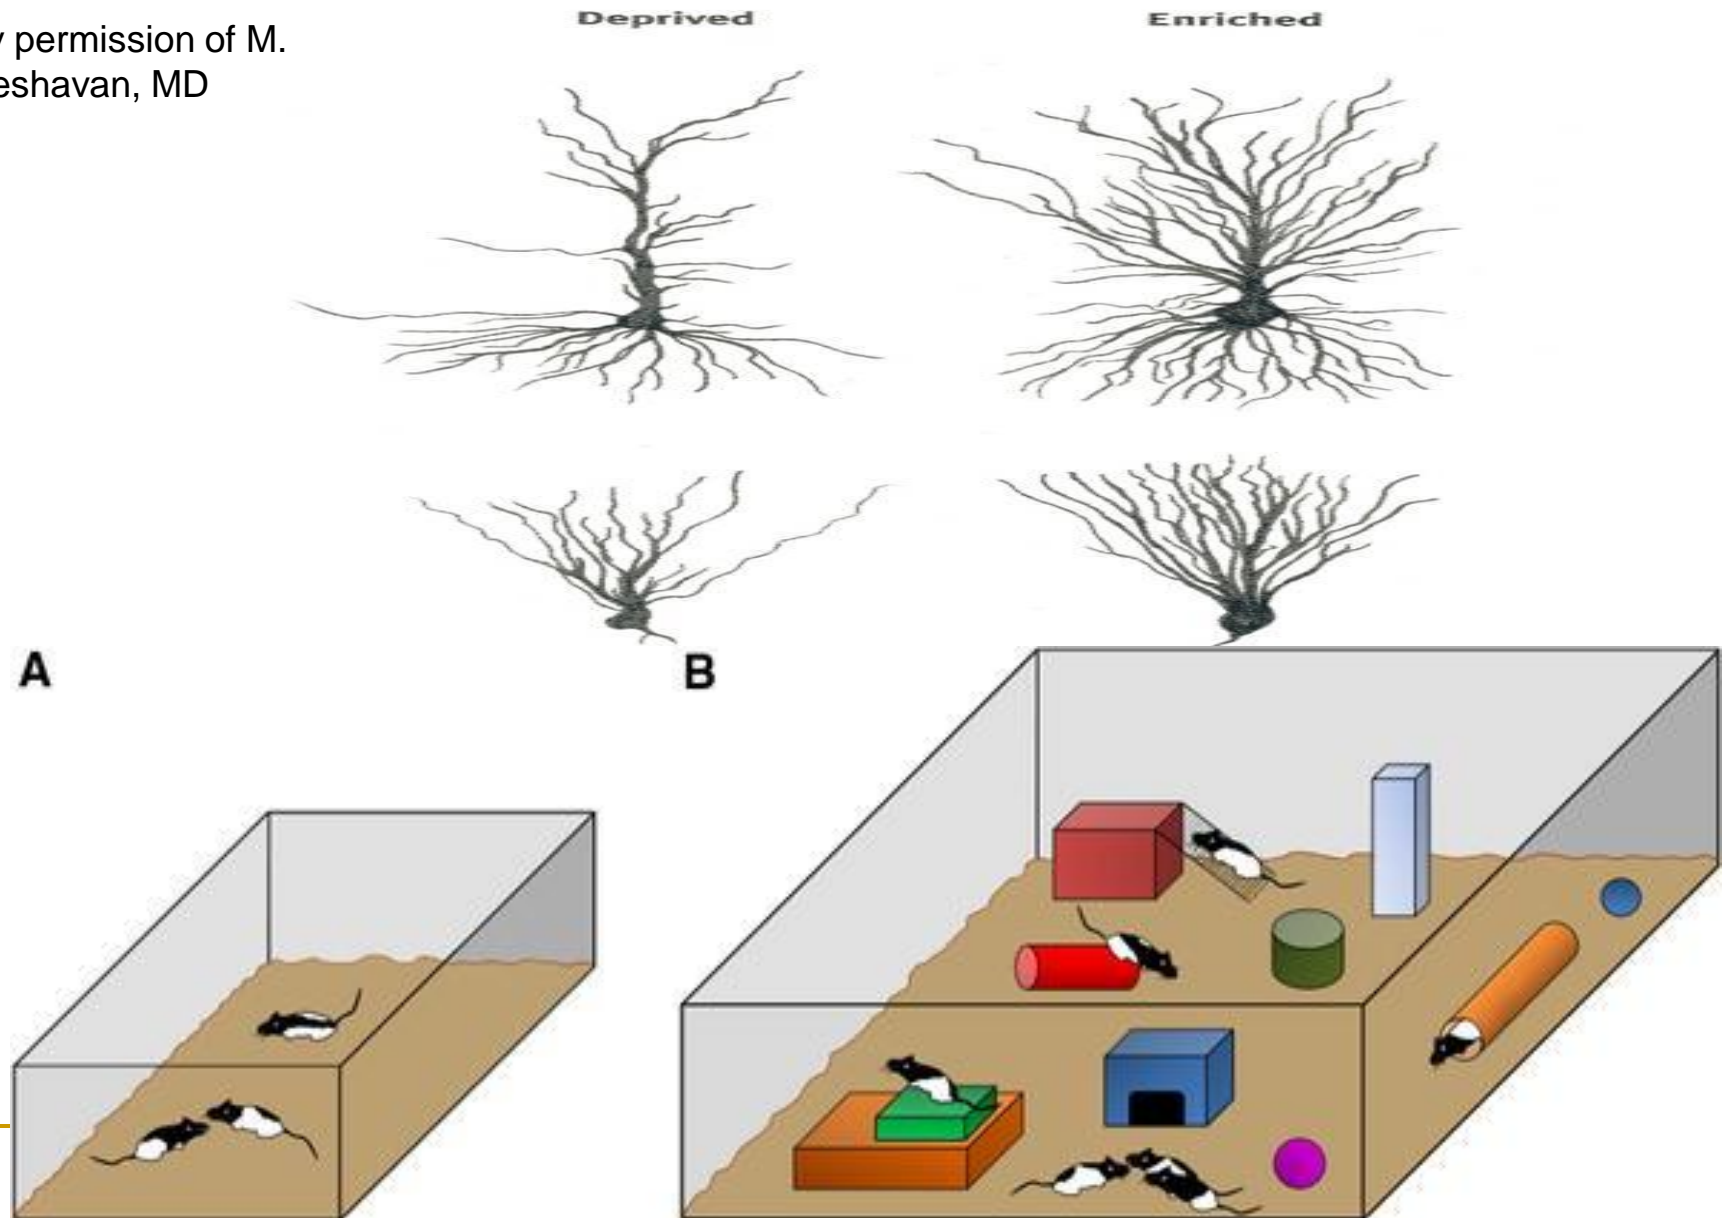 y permission of M.
eshavan, MD
Deprived
Enriched
A
B